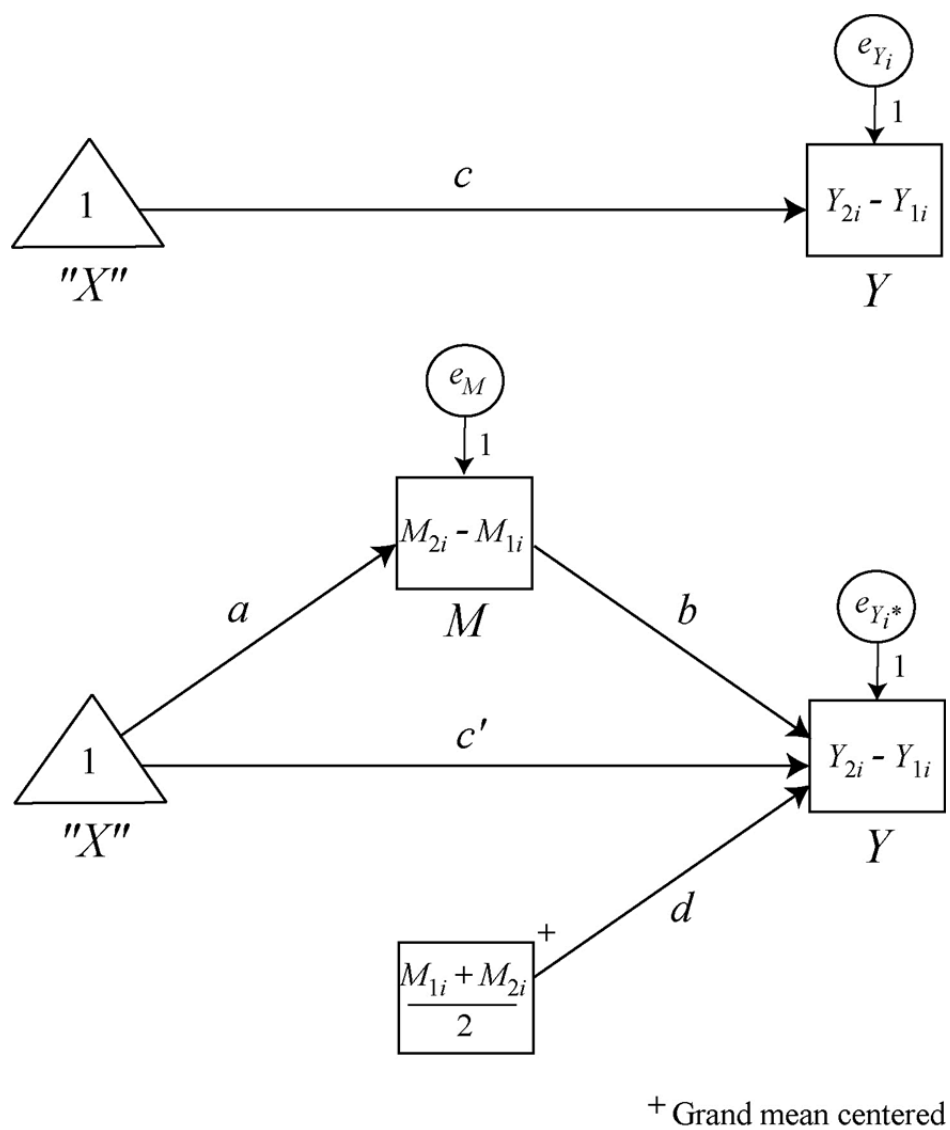 e_{Y_i}
1
c
1
Y_{2i} - Y_{1i}
"X"
Y
e_M
1
M_{2i} - M_{1i}
a
M
b
e_{Y_i*}
1
c'
1
Y_{2i} - Y_{1i}
"X"
Y
d
+
M_{1i} + M_{2i}
2
+ Grand mean centered